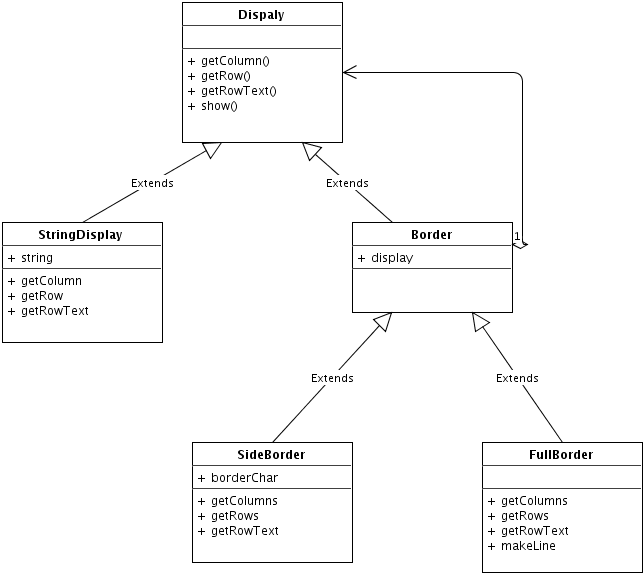 Dispaly
+ getColumn()
+ getRow()
+ getRowText()
+ show()
Extends
Extends
StringDisplay
+ string
+ getColumn
+ getRow
+ getRowText
Border
1
+ display
Extends
Extends
SideBorder
+ borderChar
+ getColumns
+ getRows
+ getRowText
FullBorder
+ getColumns
+ getRows
+ getRowText
+ makeLine